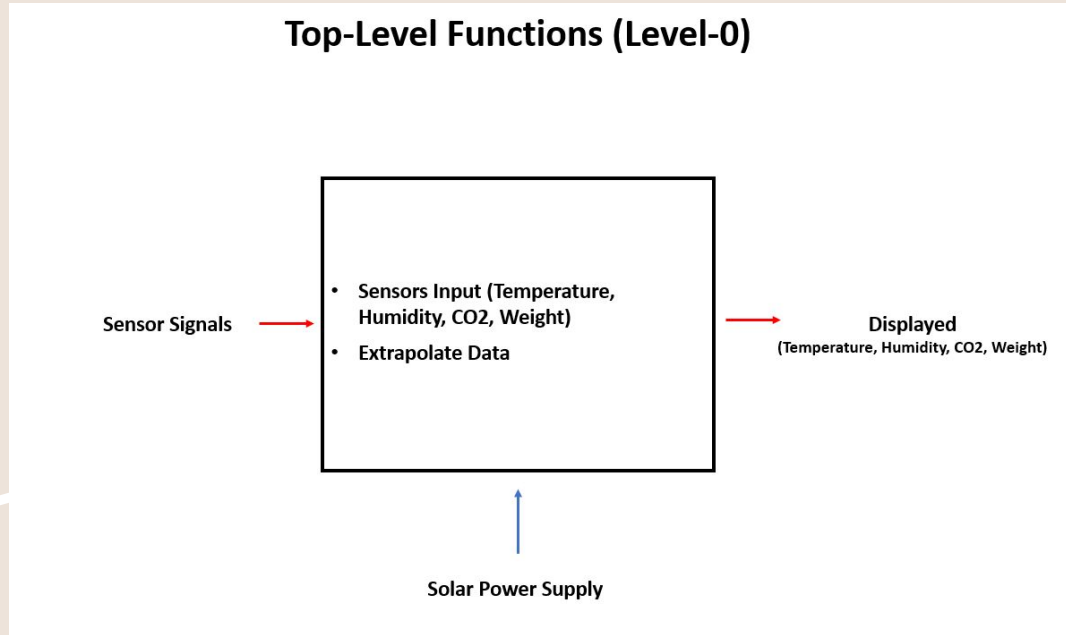 Top-Level Functions (Level-0)
• Sensors Input (Temperature,
Humidity, CO2, Weight)
• Extrapolate Data
Sensor Signals
Displayed
(Temperature, Humidity, CO2, Weight)
Solar Power Supply